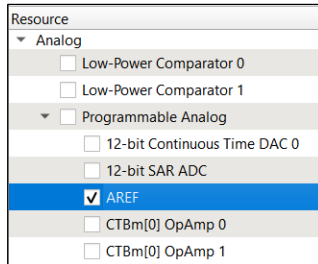 Resource
Analog
Low-Power Comparator 0
Low-Power Comparator 1
Programmable Analog
12-bit Continuous Time DAC 0
12-bit SAR ADC
AREF
CTBm[0] OpAmp 0
CTBm[0] OpAmp 1